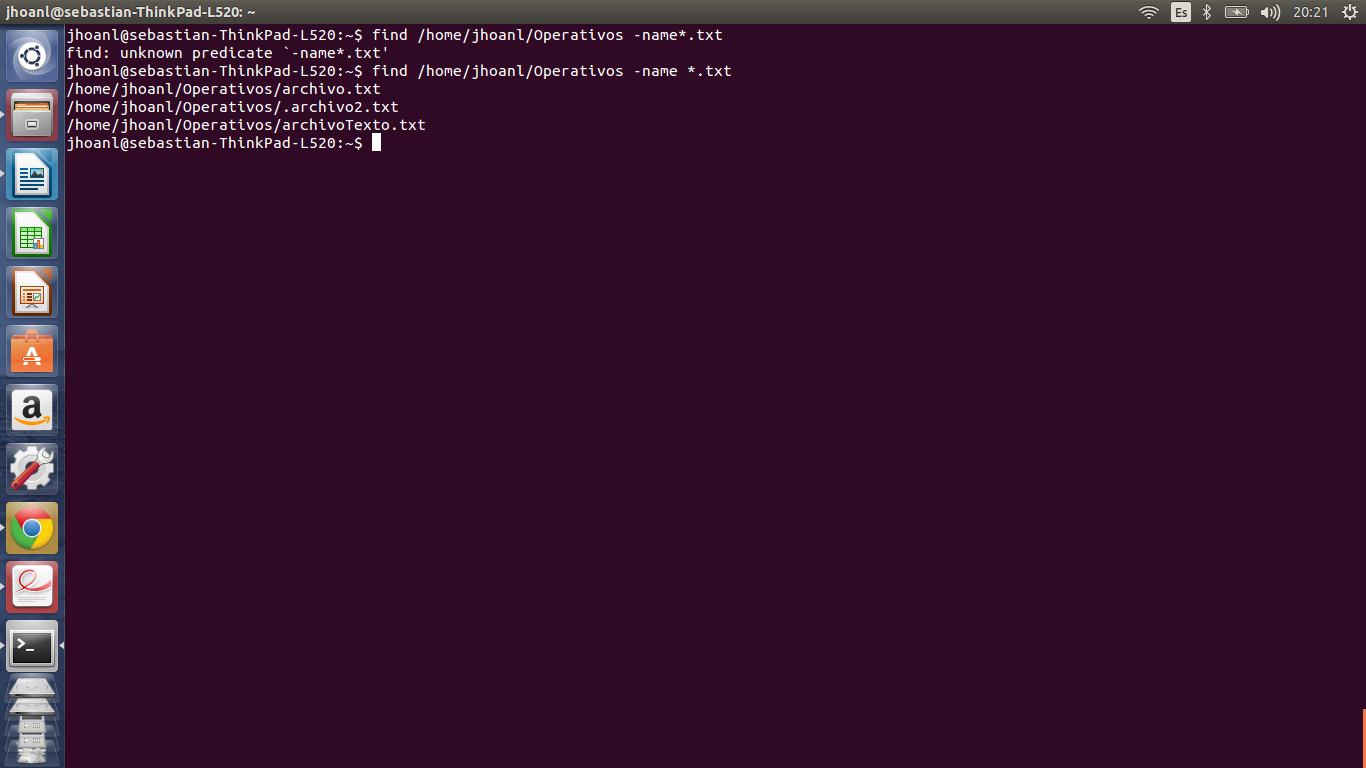 jhoanl@sebastian-ThinkPad-L520: ~
Es
20:21
jhoanl@sebastian-ThinkPad-L520:~$ find /home/jhoanl/Operativos -name*.txt
find: unknown predicate `-name*.txt'
jhoanl@sebastian-ThinkPad-L520:~$ find /home/jhoanl/Operativos -name *.txt
/home/jhoanl/Operativos/archivo.txt
/home/jhoanl/Operativos/.archivo2.txt
/home/jhoanl/Operativos/archivoTexto.txt
jhoanl@sebastian-ThinkPad-L520:~$